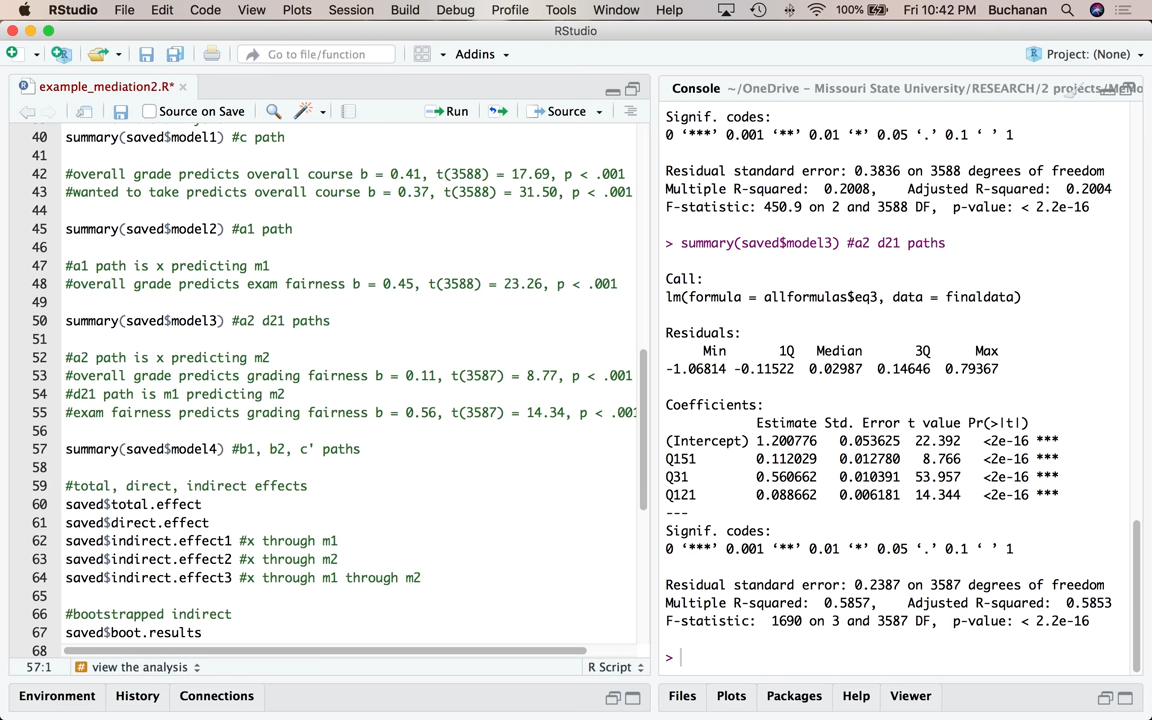 RStudio File Edit Code View Plots Session Build Debug Profile Tools Window Help 100% Fri 10:42 PM Buchanan
RStudio
Go to file/function Addins Project: (None)
example_mediation2.R*
Source on Save Run Source
40 summary(saved$model1) #c path
41
42 #overall grade predicts overall course b = 0.41, t(3588) = 17.69, p < .001
43 #wanted to take predicts overall course b = 0.37, t(3588) = 31.50, p < .001
44
45 summary(saved$model2) #a1 path
46
47 #a1 path is x predicting m1
48 #overall grade predicts exam fairness b = 0.45, t(3588) = 23.26, p < .001
49
50 summary(saved$model3) #a2 d21 paths
51
52 #a2 path is x predicting m2
53 #overall grade predicts grading fairness b = 0.11, t(3587) = 8.77, p < .001
54 #d21 path is m1 predicting m2
55 #exam fairness predicts grading fairness b = 0.56, t(3587) = 14.34, p < .001
56
57 summary(saved$model4) #b1, b2, c' paths
58
59 #total, direct, indirect effects
60 saved$total.effect
61 saved$direct.effect
62 saved$indirect.effect1 #x through m1
63 saved$indirect.effect2 #x through m2
64 saved$indirect.effect3 #x through m1 through m2
65
66 #bootstrapped indirect
67 saved$boot.results
68
57:1 # view the analysis R Script
Environment History Connections
Console ~/OneDrive – Missouri State University/RESEARCH/2 projects/
Signif. codes:
0 ‘***’ 0.001 ‘**’ 0.01 ‘*’ 0.05 ‘.’ 0.1 ‘ ’ 1
Residual standard error: 0.3836 on 3588 degrees of freedom
Multiple R-squared: 0.2008, Adjusted R-squared: 0.2004
F-statistic: 450.9 on 2 and 3588 DF, p-value: < 2.2e-16
> summary(saved$model3) #a2 d21 paths
Call:
lm(formula = allformulas$eq3, data = finaldata)
Residuals:
Min 1Q Median 3Q Max
-1.06814 -0.11522 0.02987 0.14646 0.79367
Coefficients:
Estimate Std. Error t value Pr(>|t|)
(Intercept) 1.200776 0.053625 22.392 <2e-16 ***
Q151 0.112029 0.012780 8.766 <2e-16 ***
Q31 0.560662 0.010391 53.957 <2e-16 ***
Q121 0.088662 0.006181 14.344 <2e-16 ***
---
Signif. codes:
0 ‘***’ 0.001 ‘**’ 0.01 ‘*’ 0.05 ‘.’ 0.1 ‘ ’ 1
Residual standard error: 0.2387 on 3587 degrees of freedom
Multiple R-squared: 0.5857, Adjusted R-squared: 0.5853
F-statistic: 1690 on 3 and 3587 DF, p-value: < 2.2e-16
>
Files Plots Packages Help Viewer